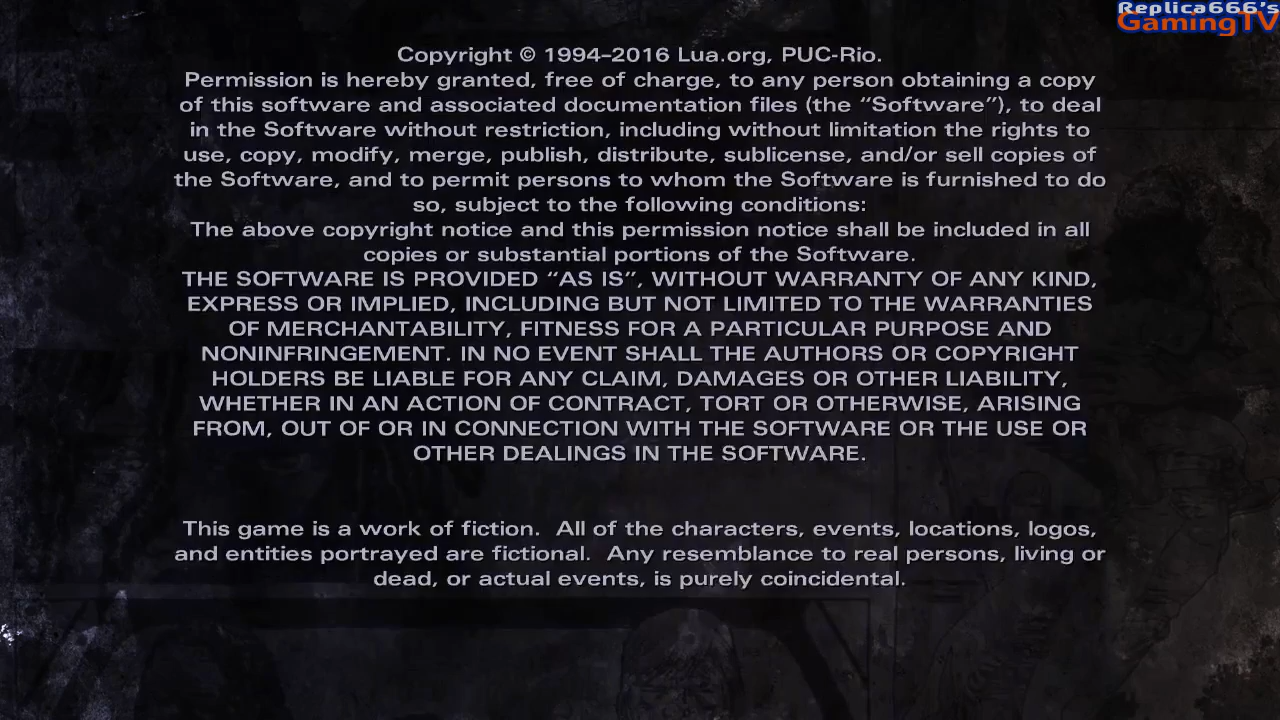 Replica666's
GamingTV
Copyright © 1994–2016 Lua.org, PUC-Rio.
Permission is hereby granted, free of charge, to any person obtaining a copy
of this software and associated documentation files (the “Software”), to deal
in the Software without restriction, including without limitation the rights to
use, copy, modify, merge, publish, distribute, sublicense, and/or sell copies of
the Software, and to permit persons to whom the Software is furnished to do
so, subject to the following conditions:
The above copyright notice and this permission notice shall be included in all
copies or substantial portions of the Software.
THE SOFTWARE IS PROVIDED “AS IS”, WITHOUT WARRANTY OF ANY KIND,
EXPRESS OR IMPLIED, INCLUDING BUT NOT LIMITED TO THE WARRANTIES
OF MERCHANTABILITY, FITNESS FOR A PARTICULAR PURPOSE AND
NONINFRINGEMENT. IN NO EVENT SHALL THE AUTHORS OR COPYRIGHT
HOLDERS BE LIABLE FOR ANY CLAIM, DAMAGES OR OTHER LIABILITY,
WHETHER IN AN ACTION OF CONTRACT, TORT OR OTHERWISE, ARISING
FROM, OUT OF OR IN CONNECTION WITH THE SOFTWARE OR THE USE OR
OTHER DEALINGS IN THE SOFTWARE.
This game is a work of fiction.  All of the characters, events, locations, logos,
and entities portrayed are fictional.  Any resemblance to real persons, living or
dead, or actual events, is purely coincidental.